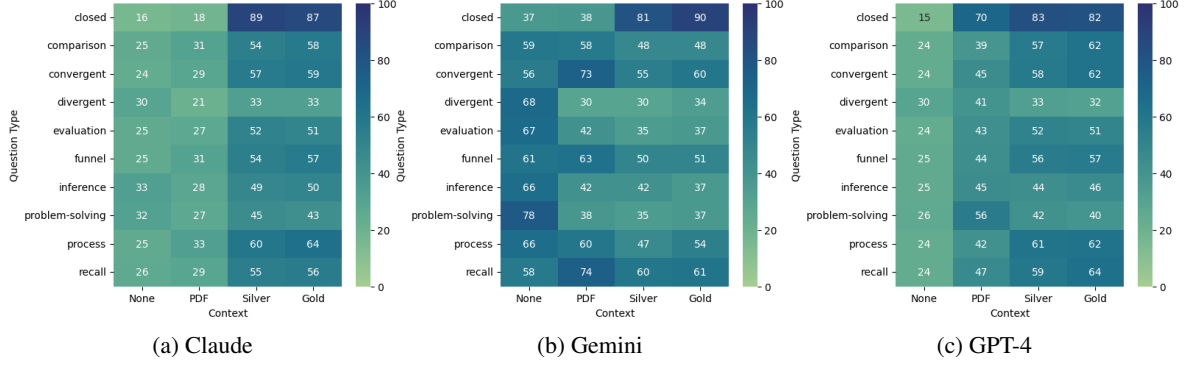 closed 16 18 89 87 100
comparison 25 31 54 58 80
convergent 24 29 57 59
divergent 30 21 33 33 60
evaluation 25 27 52 51
funnel 25 31 54 57 40
inference 33 28 49 50
problem-solving 32 27 45 43 20
process 25 33 60 64
recall 26 29 55 56 0
None PDF Silver Gold
Context
Question Type
(a) Claude
closed 37 38 81 90 100
comparison 59 58 48 48 80
convergent 56 73 55 60
divergent 68 30 30 34 60
evaluation 67 42 35 37
funnel 61 63 50 51 40
inference 66 42 42 37
problem-solving 78 38 35 37 20
process 66 60 47 54
recall 58 74 60 61 0
None PDF Silver Gold
Context
Question Type
(b) Gemini
closed 15 70 83 82 100
comparison 24 39 57 62 80
convergent 24 45 58 62
divergent 30 41 33 32 60
evaluation 24 43 52 51
funnel 25 44 56 57 40
inference 25 45 44 46
problem-solving 26 56 42 40 20
process 24 42 61 62
recall 24 47 59 64 0
None PDF Silver Gold
Context
Question Type
(c) GPT-4